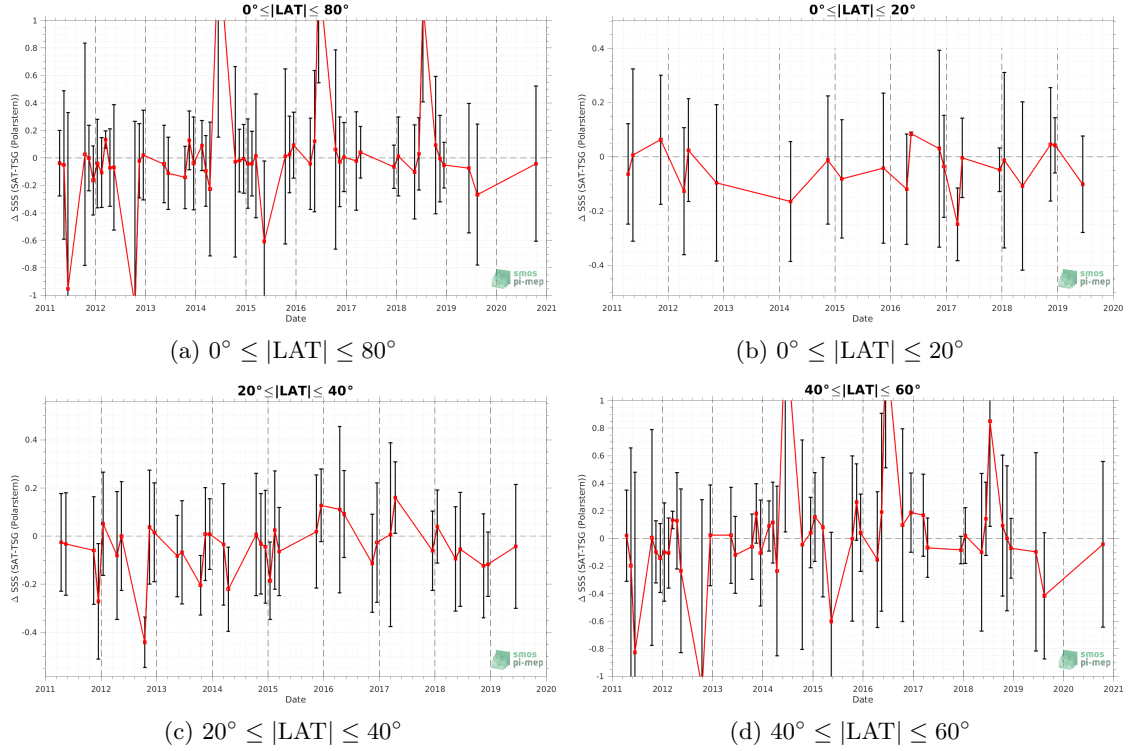 0°≤|LAT|≤ 80°
1
0.8
0.6
0.4
0.2
0
-0.2
-0.4
-0.6
-0.8
-1
Δ SSS (SAT-TSG (Polarstern))
2011 2012 2013 2014 2015 2016 2017 2018 2019 2020 2021
Date
smos
pi-mep
(a) 0° ≤ |LAT| ≤ 80°
0°≤|LAT|≤ 20°
0.4
0.2
0
-0.2
-0.4
Δ SSS (SAT-TSG (Polarstern))
2011 2012 2013 2014 2015 2016 2017 2018 2019 2020
Date
smos
pi-mep
(b) 0° ≤ |LAT| ≤ 20°
20°≤|LAT|≤ 40°
0.4
0.2
0
-0.2
-0.4
Δ SSS (SAT-TSG (Polarstern))
2011 2012 2013 2014 2015 2016 2017 2018 2019 2020
Date
smos
pi-mep
(c) 20° ≤ |LAT| ≤ 40°
40°≤|LAT|≤ 60°
1
0.8
0.6
0.4
0.2
0
-0.2
-0.4
-0.6
-0.8
-1
Δ SSS (SAT-TSG (Polarstern))
2011 2012 2013 2014 2015 2016 2017 2018 2019 2020 2021
Date
smos
pi-mep
(d) 40° ≤ |LAT| ≤ 60°